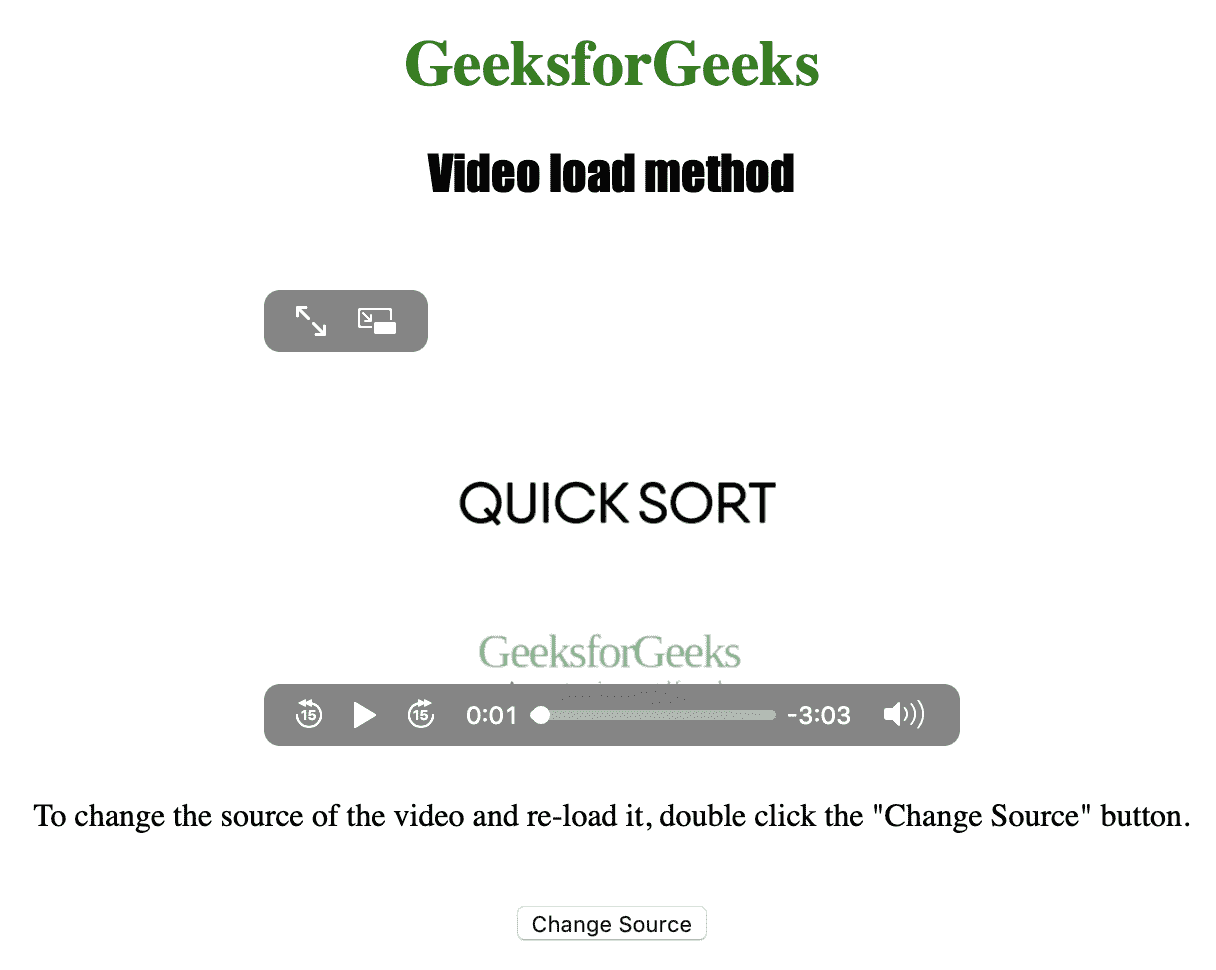 GeeksforGeeks
Video load method
QUICK SORT
GeeksforGeeks
15 15 0:01 -3:03
To change the source of the video and re-load it, double click the "Change Source" button.
Change Source